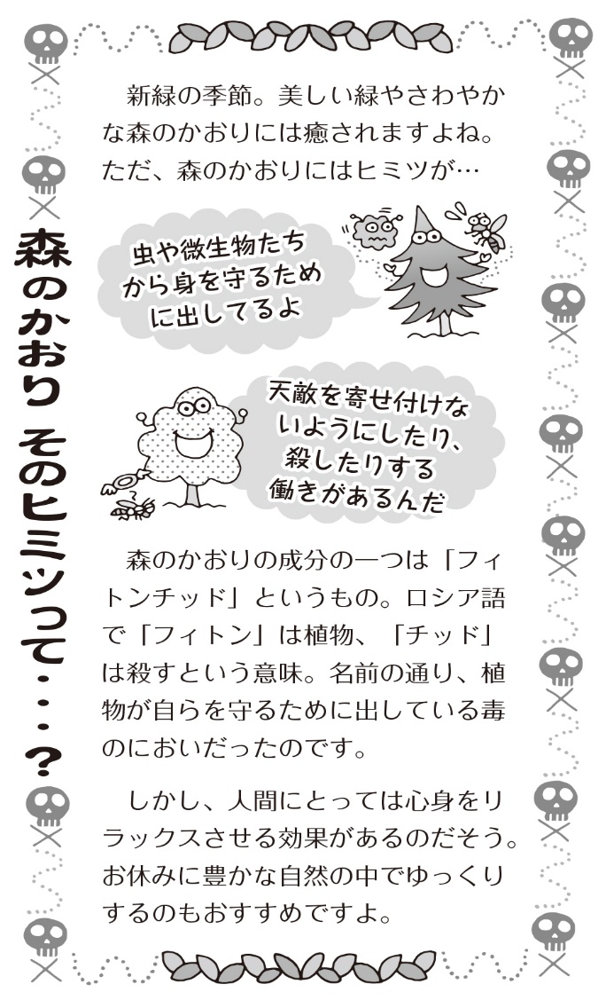 森のかおり そのヒミツって・・・?
新緑の季節。美しい緑やさわやか
な森のかおりには癒されますよね。
ただ、森のかおりにはヒミツが…
虫や微生物たち
から身を守るため
に出してるよ
天敵を寄せ付けな
いようにしたり、
殺したりする
働きがあるんだ
森のかおりの成分の一つは「フィ
トンチッド」というもの。ロシア語
で「フィトン」は植物、「チッド」
は殺すという意味。名前の通り、植
物が自らを守るために出している毒
のにおいだったのです。
しかし、人間にとっては心身をリ
ラックスさせる効果があるのだそう。
お休みに豊かな自然の中でゆっくり
するのもおすすめですよ。